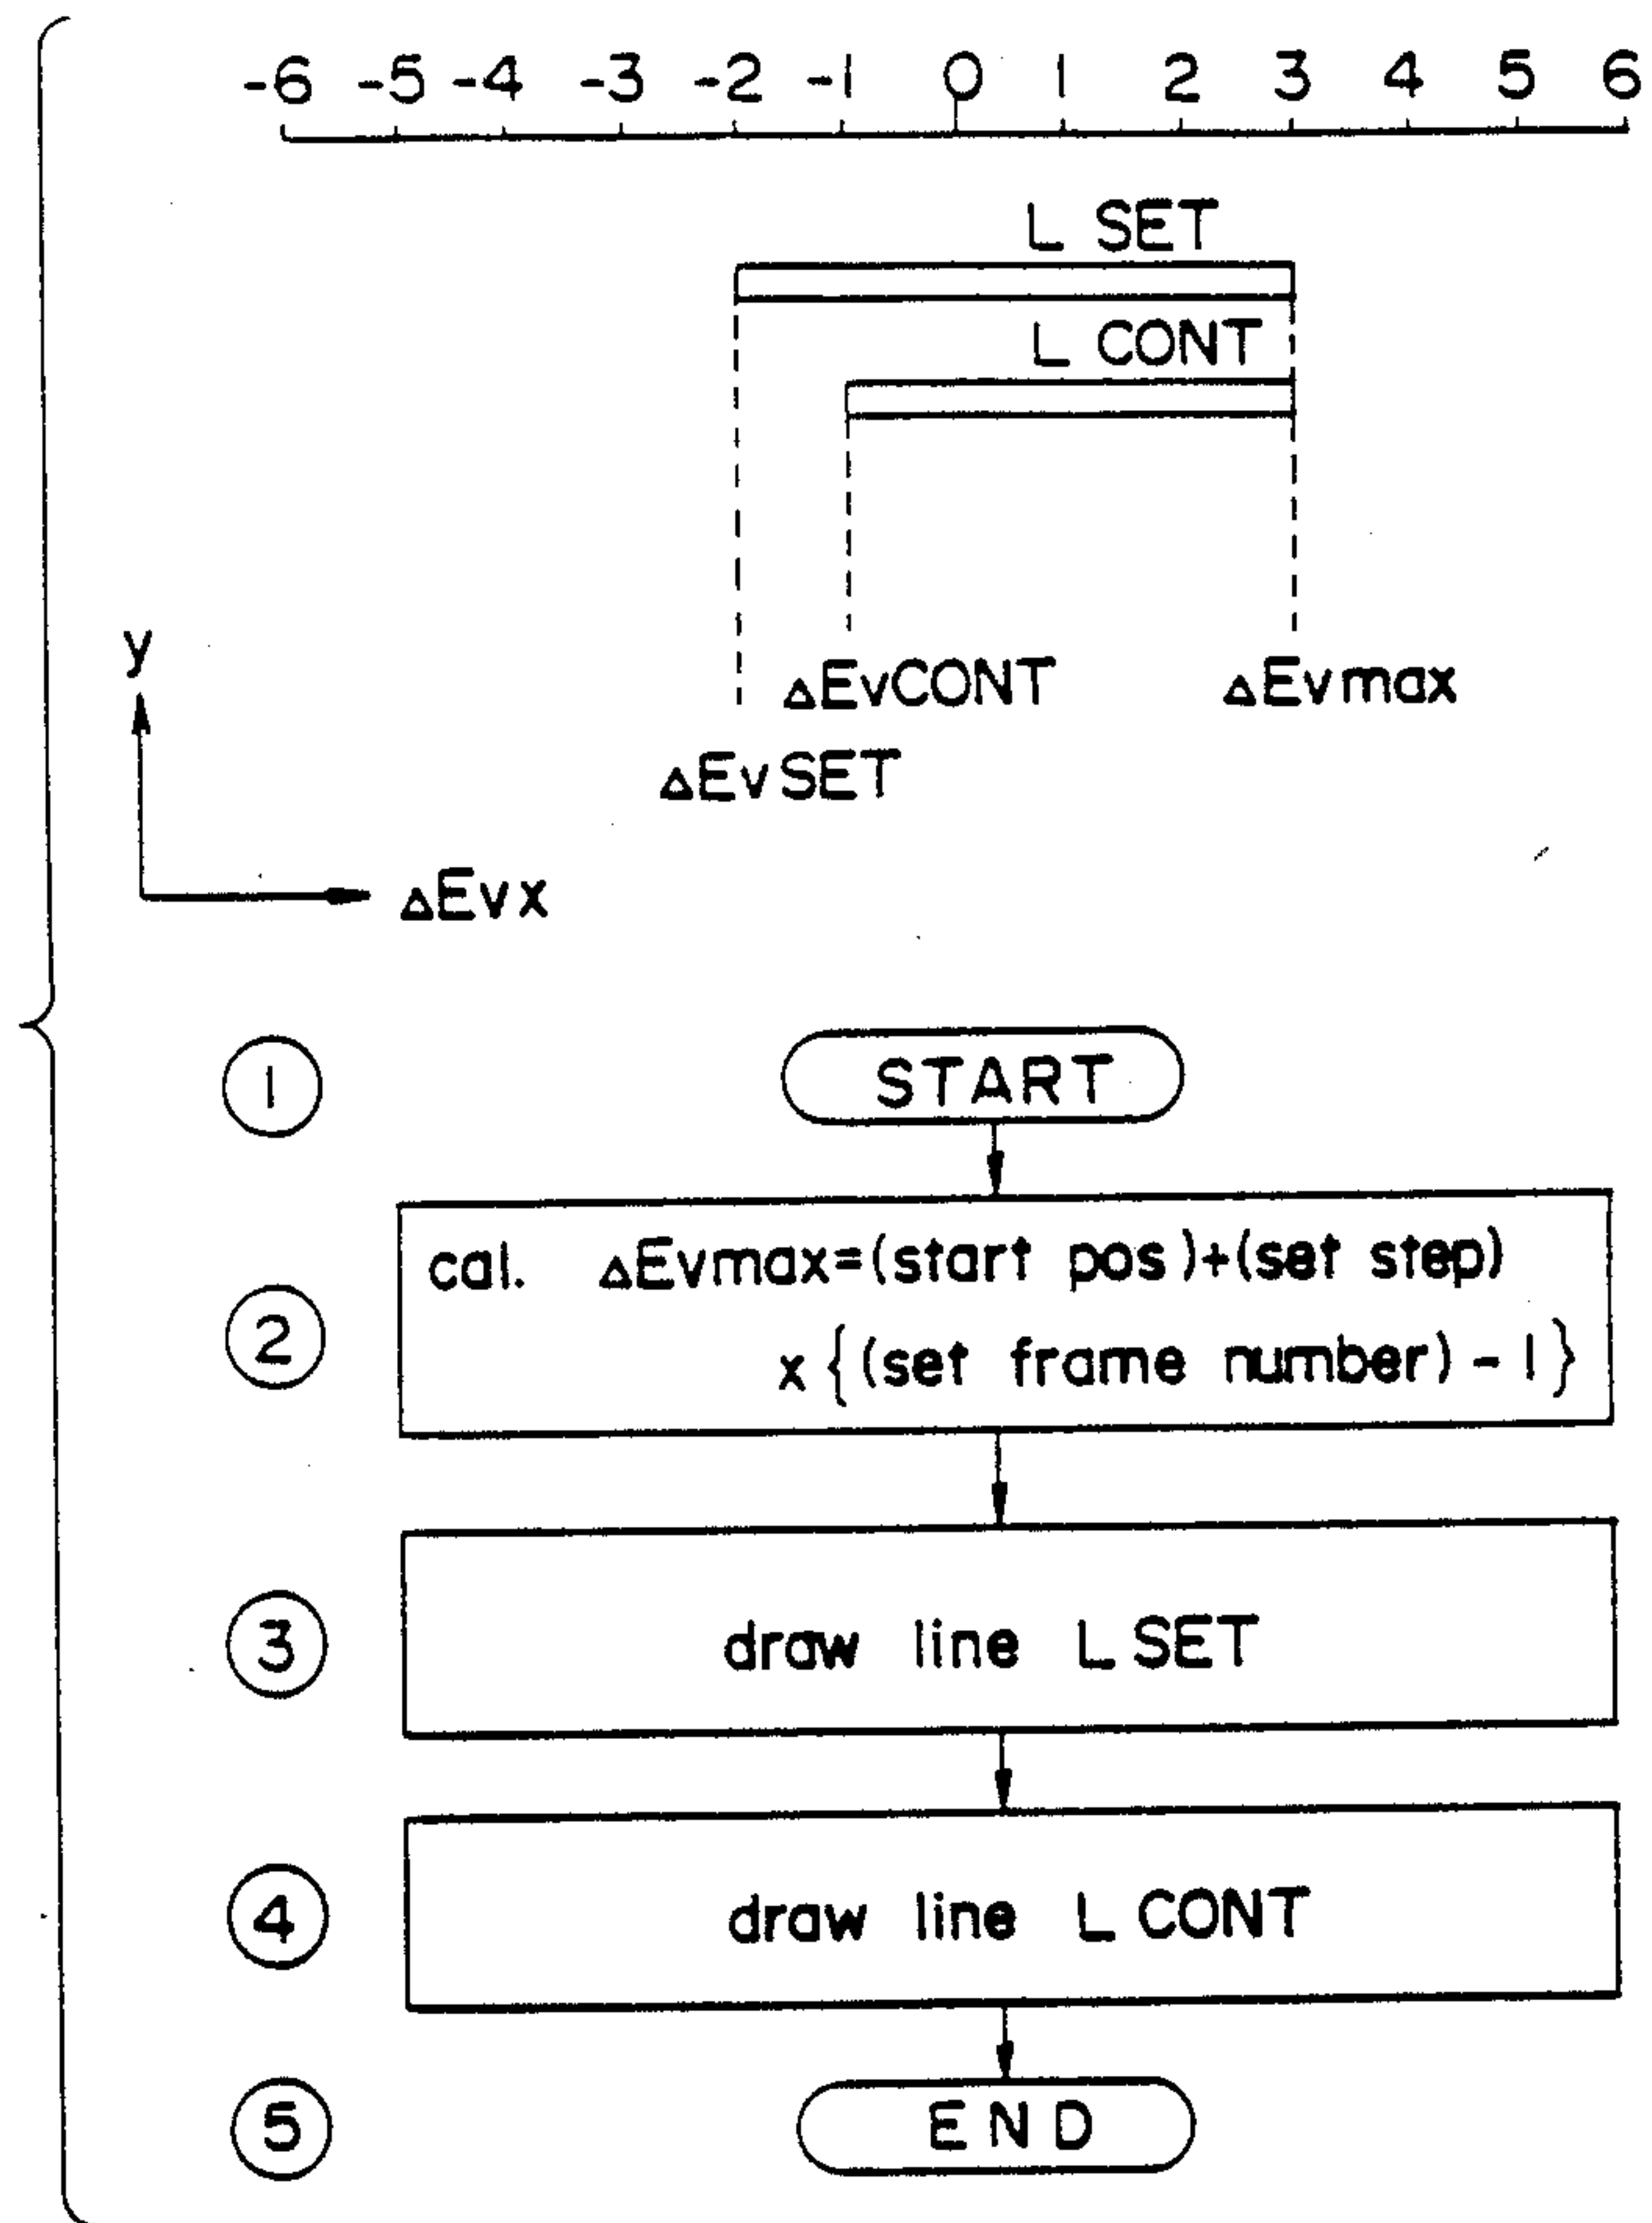 -6 -5 -4 -3 -2 -1 0 1 2 3 4 5 6
L SET
L CONT
y
ΔEvCONT ΔEvmax
ΔEvSET
ΔEvx
1 START
cal. ΔEvmax=(start pos)+(set step)
2 x{(set frame number)-1}
3 draw line L SET
4 draw line L CONT
5 END